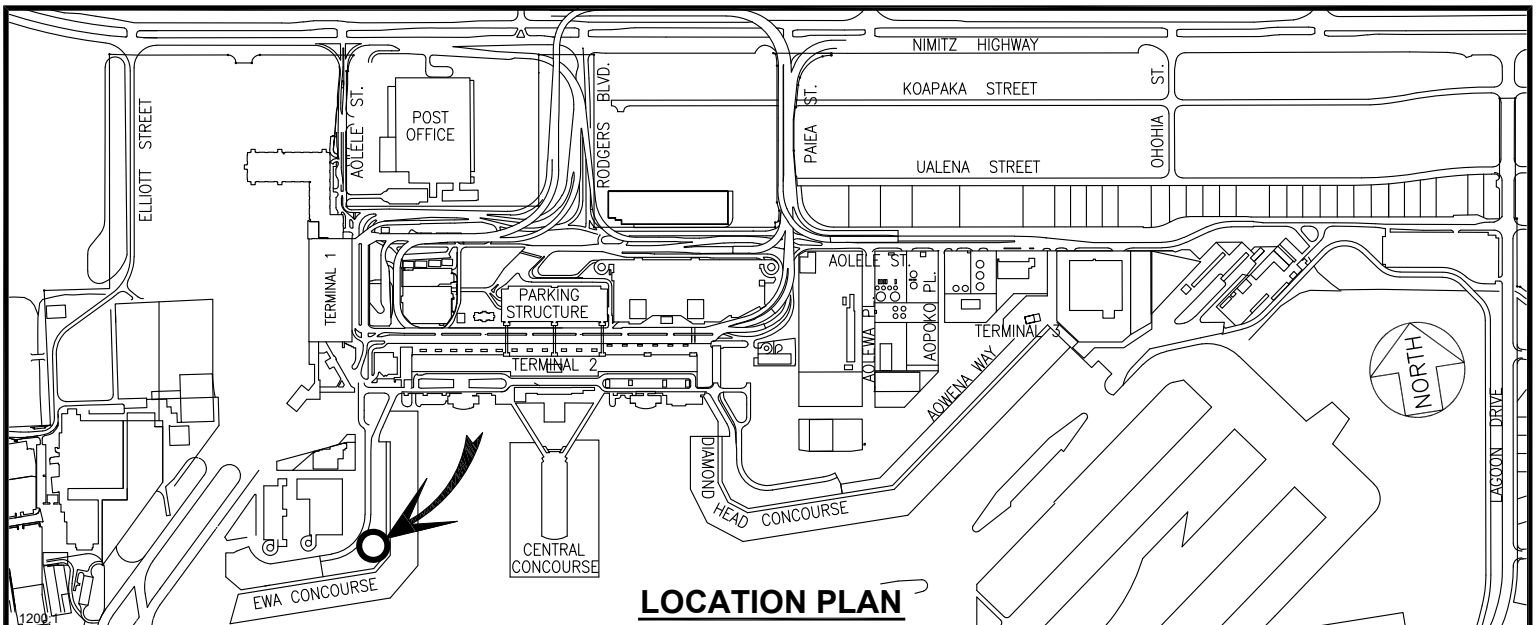 NIMITZ HIGHWAY
KOAPAKA STREET
UALENA STREET
OHOHIA ST.
PAIEA ST.
RODGERS BLVD.
POST
OFFICE
AOLELE ST.
ELLIOTT STREET
TERMINAL 1
PARKING
STRUCTURE
TERMINAL 2
AOLELE ST.
AOLEWA PL.
AOPOKO PL.
TERMINAL 3
AOWENA WAY
NORTH
LAGOON DRIVE
DIAMOND HEAD CONCOURSE
CENTRAL
CONCOURSE
EWA CONCOURSE
LOCATION PLAN
1200:1